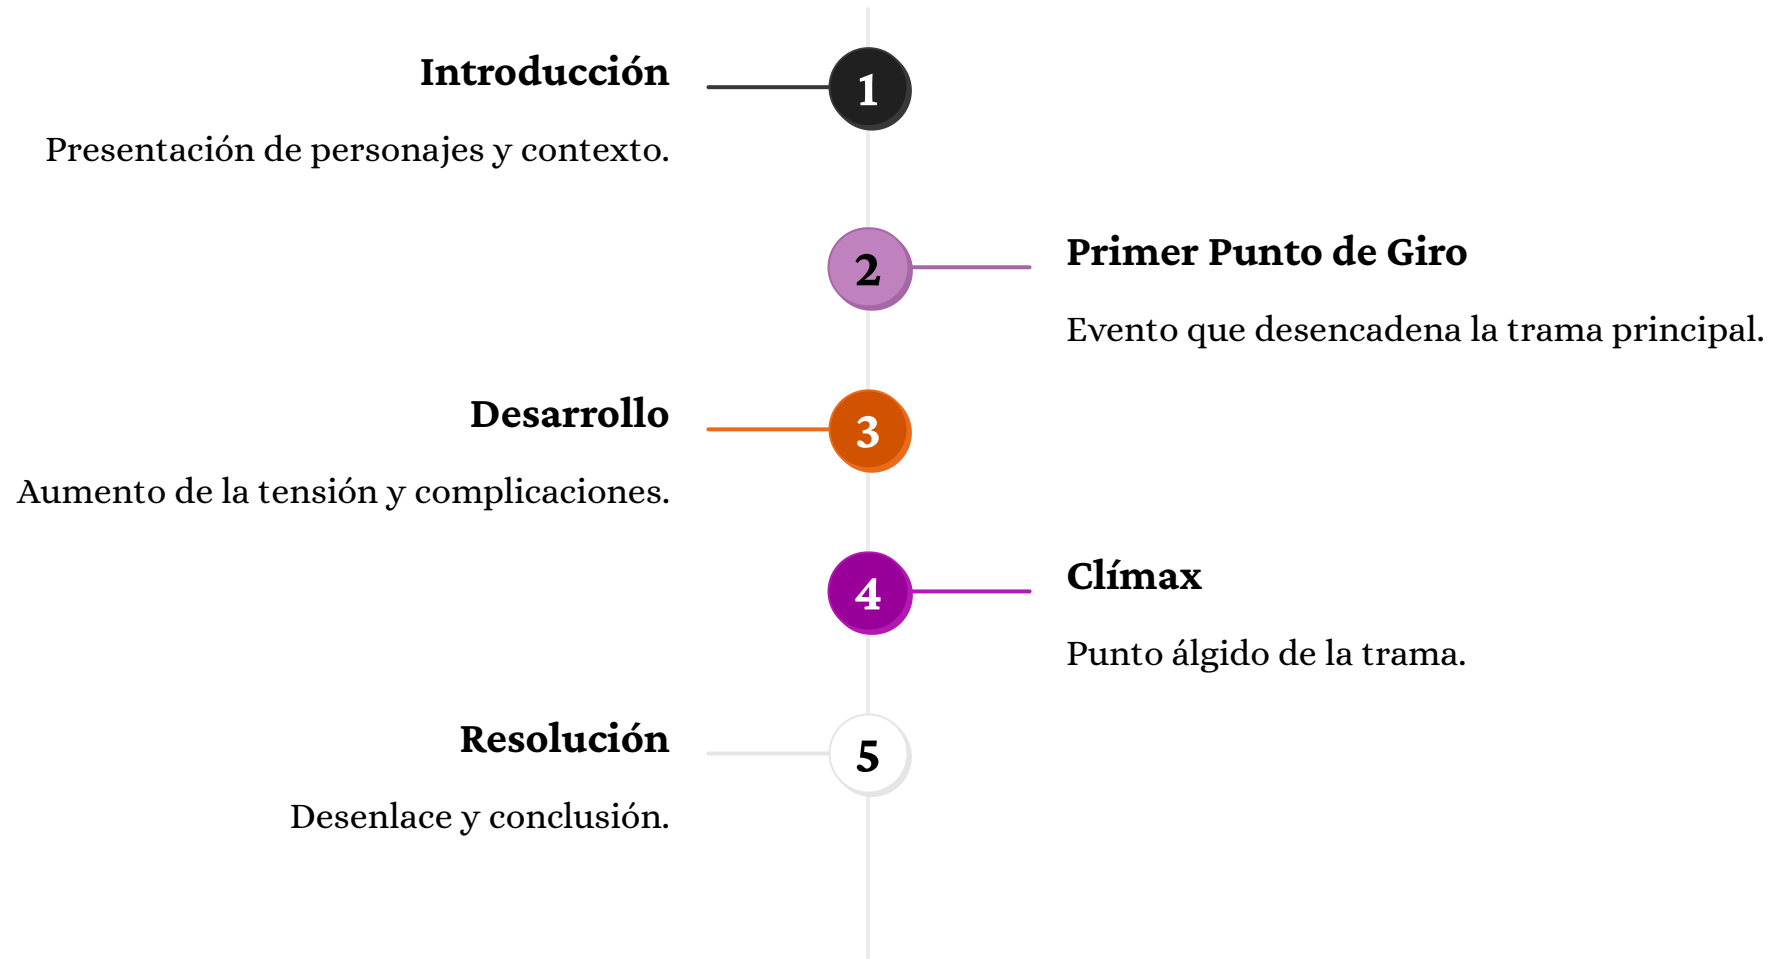 Introducción
1
Presentación de personajes y contexto.
2
Primer Punto de Giro
Evento que desencadena la trama principal.
Desarrollo
3
Aumento de la tensión y complicaciones.
4
Clímax
Punto álgido de la trama.
Resolución
5
Desenlace y conclusión.